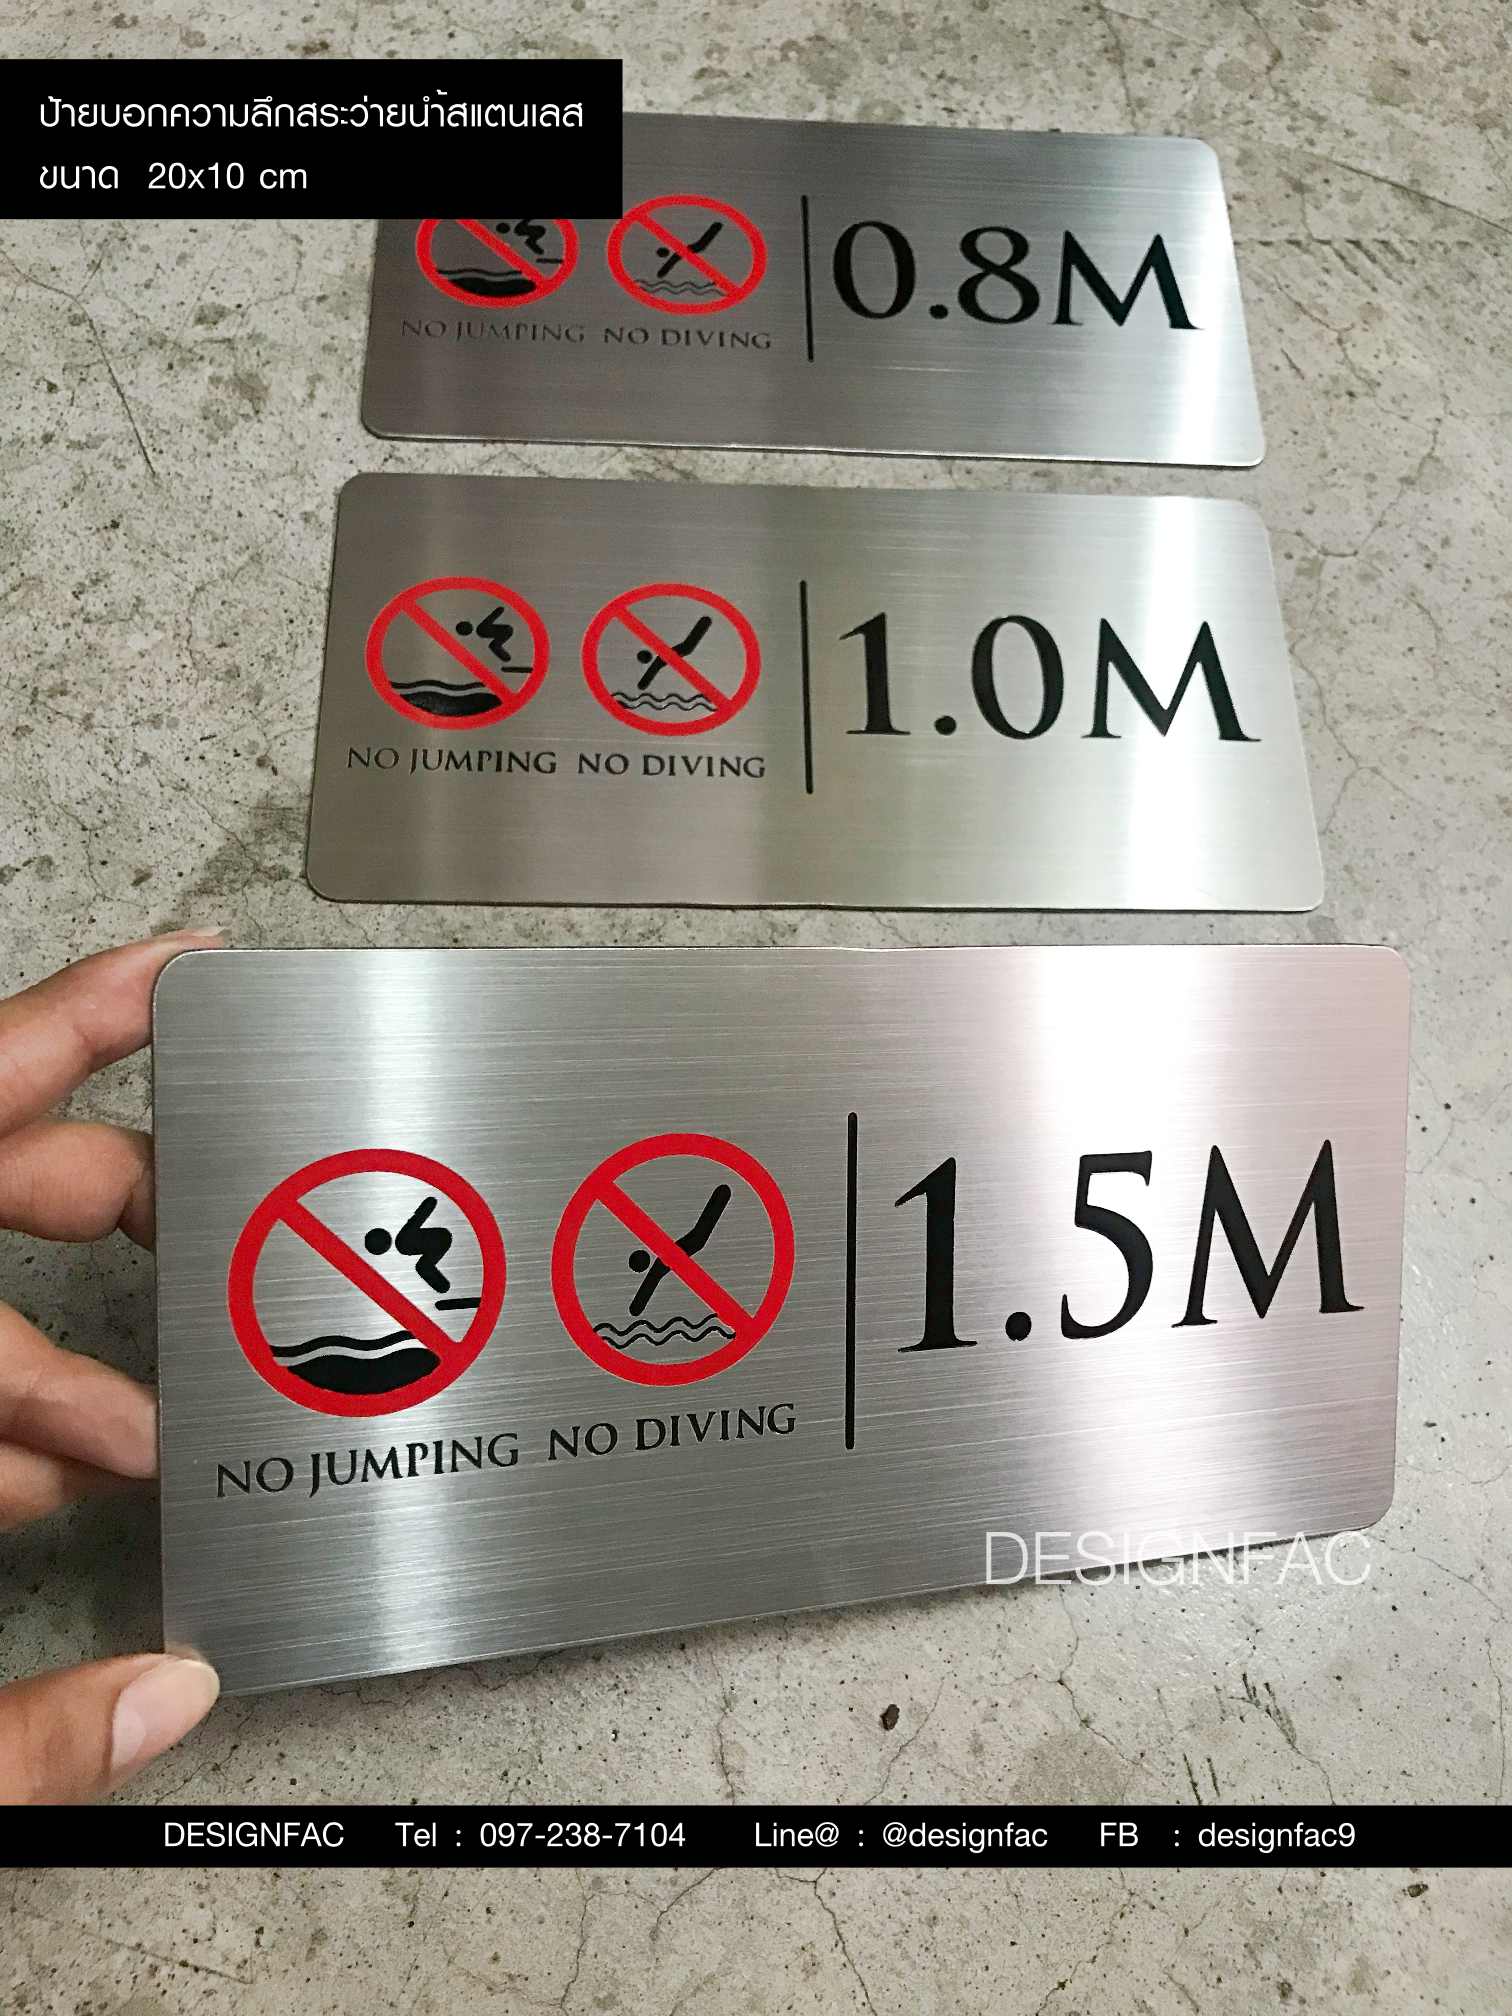 ป้ายบอกความลึกสระว่ายน้ำสแตนเลส
ขนาด 20x10 cm
0.8M
NO JUMPING NO DIVING
1.0M
NO JUMPING NO DIVING
1.5M
NO JUMPING NO DIVING
DESIGNFAC
DESIGNFAC Tel : 097-238-7104 Line@ : @designfac FB : designfac9